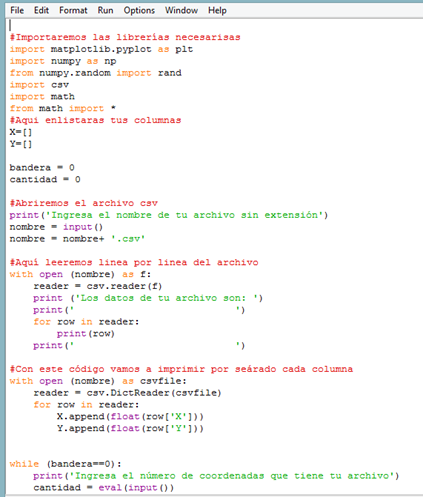 File Edit Format Run Options Window Help
#Importaremos las librerías necesarisas
import matplotlib.pyplot as plt
import numpy as np
from numpy.random import rand
import csv
import math
from math import *
#Aqui enlistaras tus columnas
X=[]
Y=[]
bandera = 0
cantidad = 0
#Abriremos el archivo csv
print('Ingresa el nombre de tu archivo sin extensión')
nombre = input()
nombre = nombre+ '.csv'
#Aquí leeremos linea por linea del archivo
with open (nombre) as f:
    reader = csv.reader(f)
    print ('Los datos de tu archivo son: ')
    print('                           ')
    for row in reader:
        print(row)
    print('                           ')
#Con este código vamos a imprimir por seárado cada columna
with open (nombre) as csvfile:
    reader = csv.DictReader(csvfile)
    for row in reader:
        X.append(float(row['X']))
        Y.append(float(row['Y']))
while (bandera==0):
    print('Ingresa el número de coordenadas que tiene tu archivo')
    cantidad = eval(input())